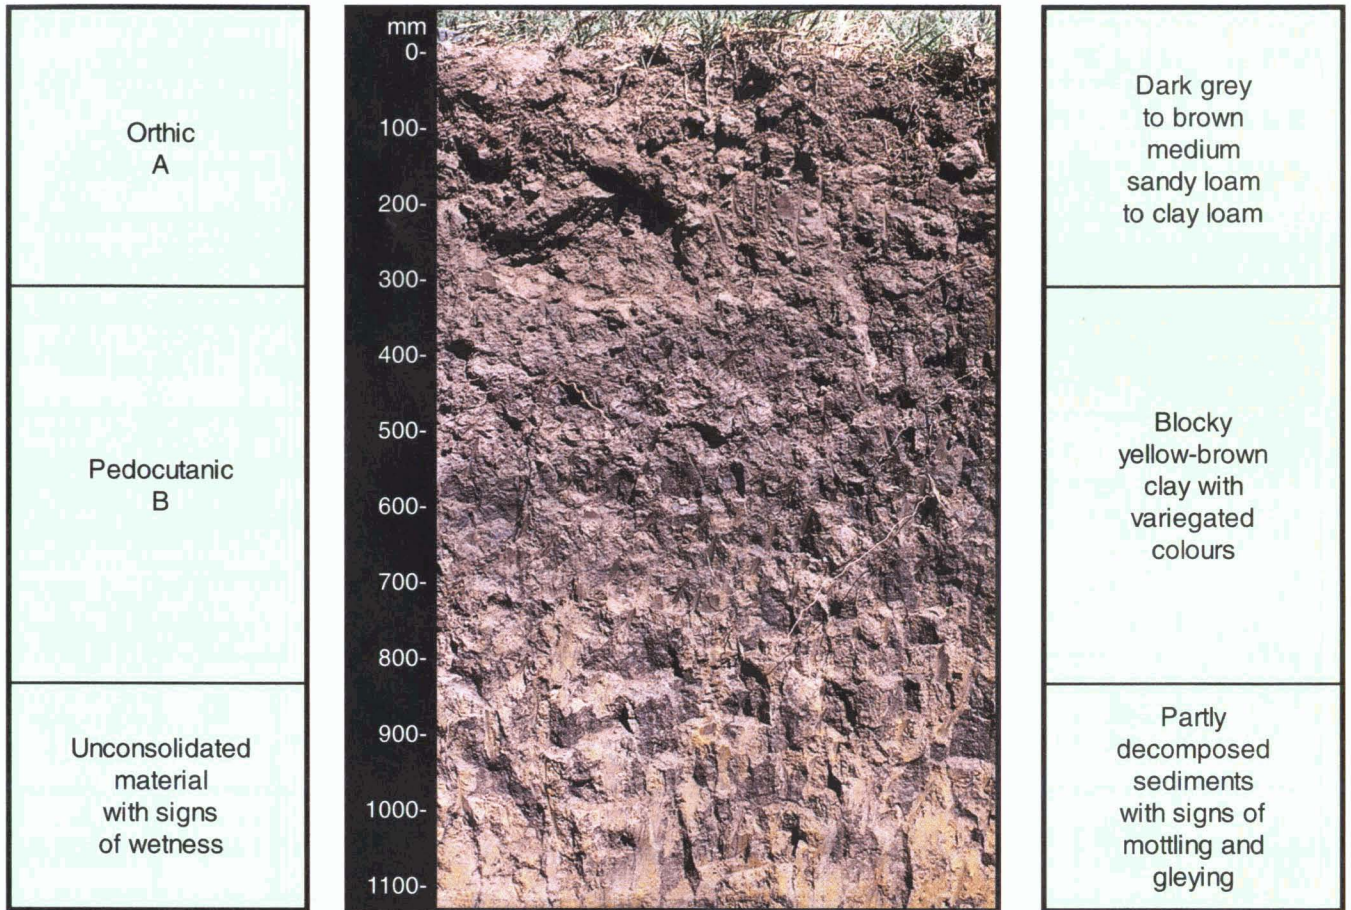 Orthic
A
Pedocutanic
B
Unconsolidated
material
with signs
of wetness
mm
0-
100-
200-
300-
400-
500-
600-
700-
800-
900-
1000-
1100-
Dark grey
to brown
medium
sandy loam
to clay loam
Blocky
yellow-brown
clay with
variegated
colours
Partly
decomposed
sediments
with signs of
mottling and
gleying